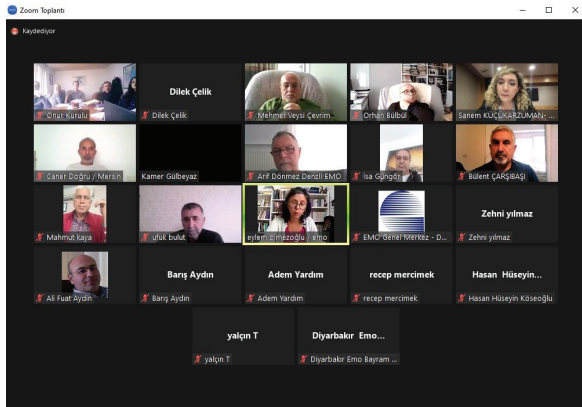 Zoom Toplantı
Kaydediyor
Onur Kurulu
Dilek Çelik
Dilek Çelik
Mehmet Veysi Çevrim...
Orhan Bülbül
Sanem KÜÇÜKARZUMAN- ...
Caner Doğru / Mersin
Kamer Gülbeyaz
Arif Dönmez Denzli EMO
İsa Güngör
Bülent ÇARŞIBAŞI
Mahmut kaya
ufuk bulut
eylem ölmezoğlu / emo
EMO Genel Merkez - D...
Zehni yılmaz
Zehni yılmaz
Ali Fuat Aydın
Barış Aydın
Barış Aydın
Adem Yardım
Adem Yardım
recep mercimek
recep mercimek
Hasan Hüseyin...
Hasan Hüseyin Köseoğlu
yalçın T
yalçın T
Diyarbakır Emo...
Diyarbakır Emo Bayram ...